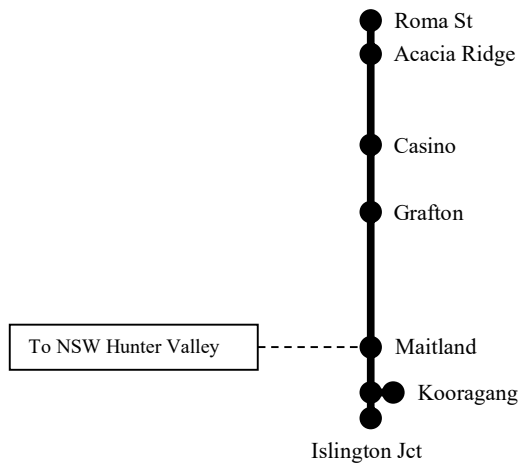 Roma St
Acacia Ridge
Casino
Grafton
To NSW Hunter Valley
Maitland
Kooragang
Islington Jct